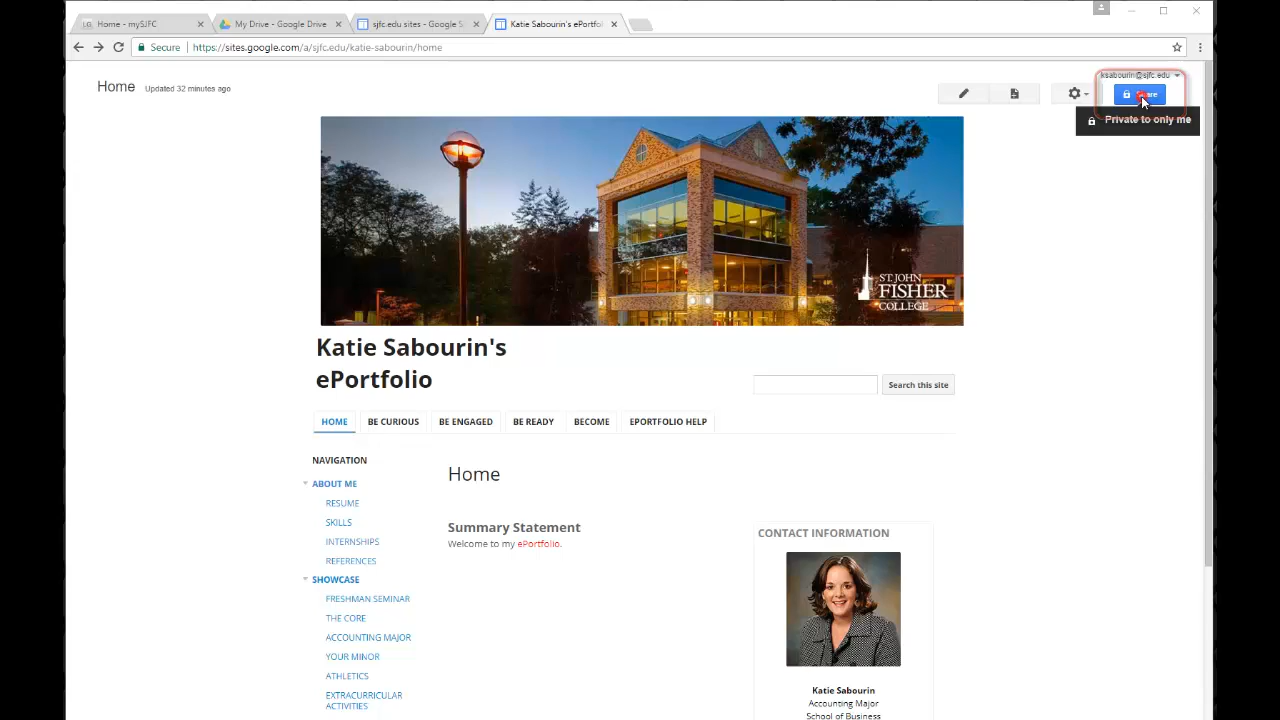 Home - mySJFC
My Drive - Google Drive
sjfc.edu sites - Google S
Katie Sabourin's ePortfol
Secure
https://sites.google.com/a/sjfc.edu/katie-sabourin/home
Home Updated 32 minutes ago
ksabourin@sjfc.edu
Private to only me
ST. JOHN
FISHER
COLLEGE
Katie Sabourin's
ePortfolio
Search this site
HOME BE CURIOUS BE ENGAGED BE READY BECOME EPORTFOLIO HELP
NAVIGATION
ABOUT ME
RESUME
SKILLS
INTERNSHIPS
REFERENCES
SHOWCASE
FRESHMAN SEMINAR
THE CORE
ACCOUNTING MAJOR
YOUR MINOR
ATHLETICS
EXTRACURRICULAR
ACTIVITIES
Home
Summary Statement
Welcome to my ePortfolio.
CONTACT INFORMATION
Katie Sabourin
Accounting Major
School of Business